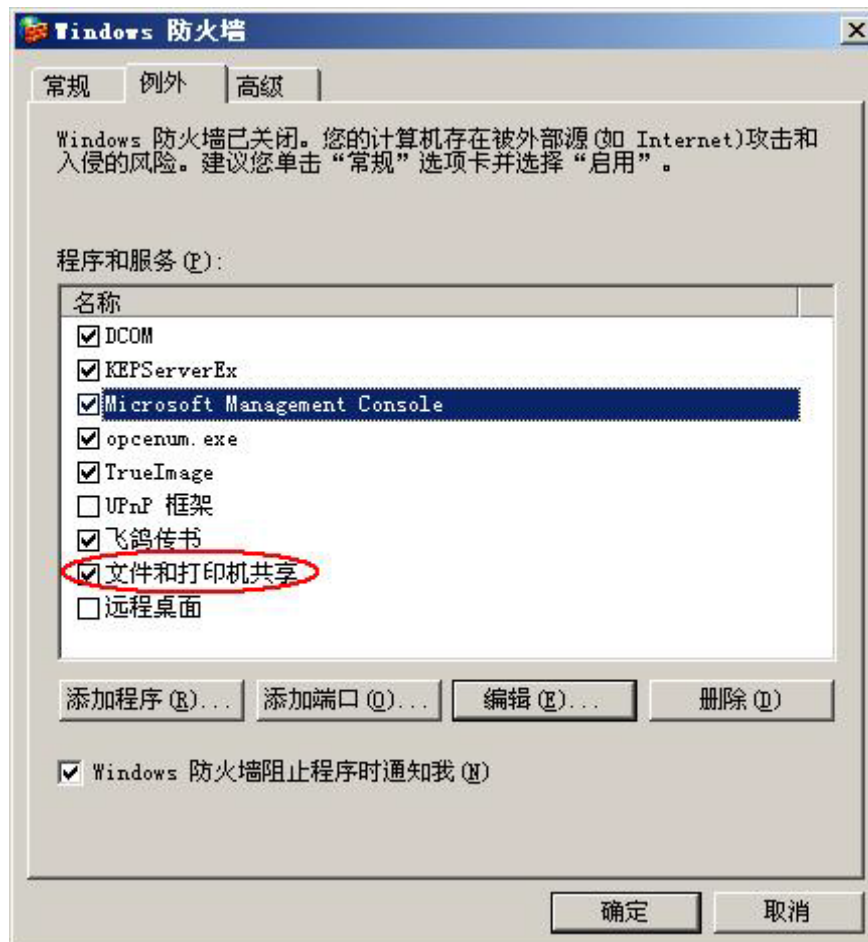 Windows 防火墙
常规 例外 高级
Windows 防火墙已关闭。您的计算机存在被外部源(如 Internet)攻击和
入侵的风险。建议您单击“常规”选项卡并选择“启用”。
程序和服务(P):
名称
DCOM
KEPServerEx
Microsoft Management Console
opcenum.exe
TrueImage
UPnP 框架
飞鸽传书
文件和打印机共享
远程桌面
添加程序(R)... 添加端口(O)... 编辑(E)... 删除(D)
Windows 防火墙阻止程序时通知我(N)
确定 取消